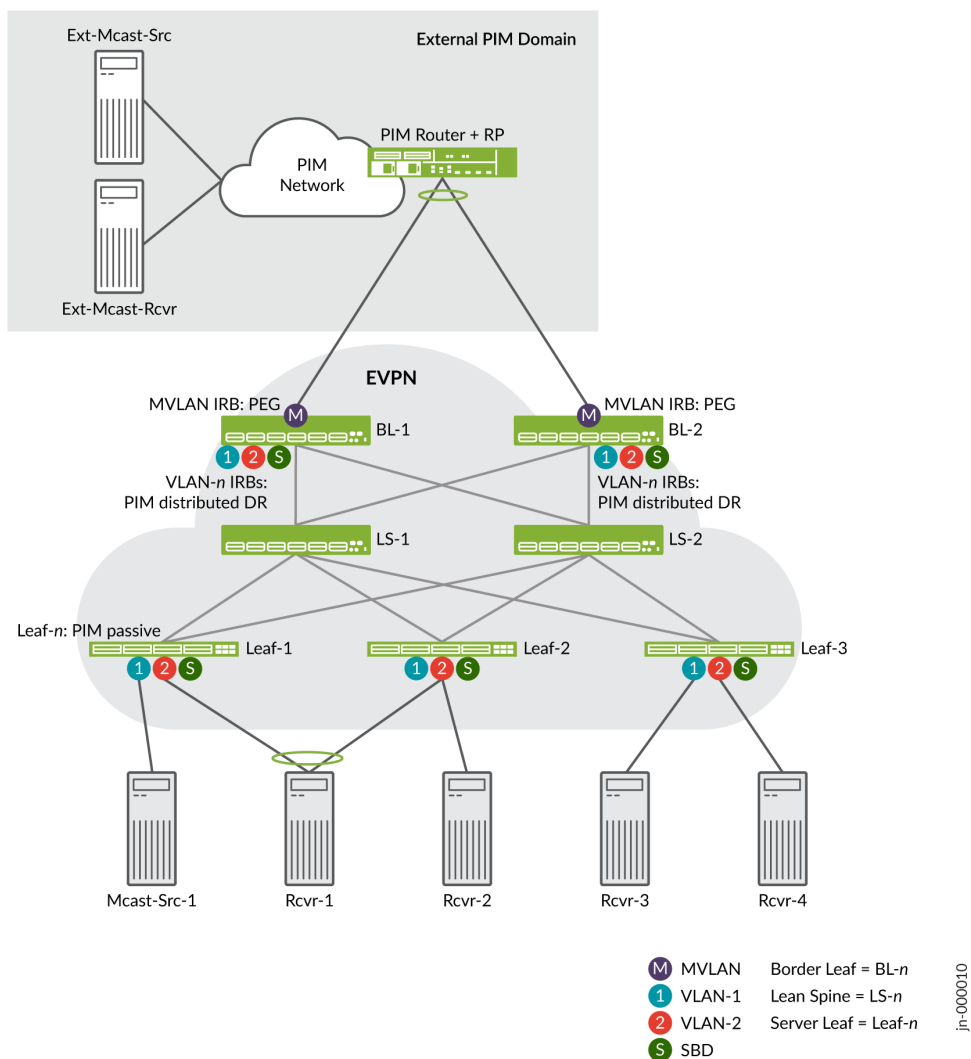 Ext-Mcast-Src
External PIM Domain
PIM Router + RP
PIM
Network
Ext-Mcast-Rcvr
EVPN
MVLAN IRB: PEG
M
BL-1
1 2 S
VLAN-n IRBs:
PIM distributed DR
MVLAN IRB: PEG
M
BL-2
1 2 S
VLAN-n IRBs:
PIM distributed DR
LS-1
LS-2
Leaf-n: PIM passive
Leaf-1
1 2 S
Leaf-2
1 2 S
Leaf-3
1 2 S
Mcast-Src-1
Rcvr-1
Rcvr-2
Rcvr-3
Rcvr-4
M MVLAN
Border Leaf = BL-n
1 VLAN-1
Lean Spine = LS-n
2 VLAN-2
Server Leaf = Leaf-n
S SBD
jn-000010